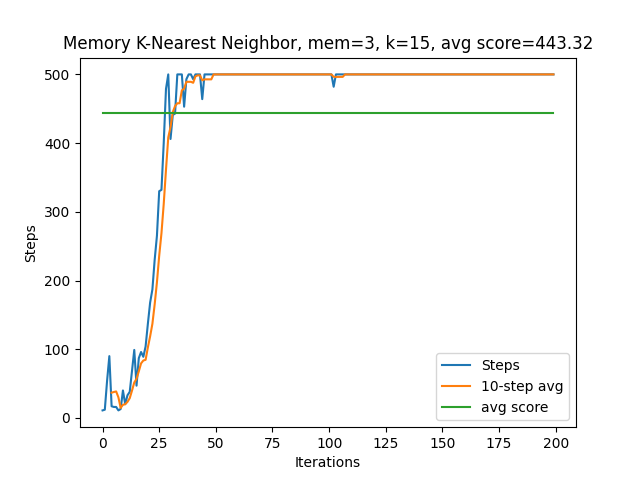 Memory K-Nearest Neighbor, mem=3, k=15, avg score=443.32
500
400
300
200
100
0
Steps
0 25 50 75 100 125 150 175 200
Iterations
Steps
10-step avg
avg score